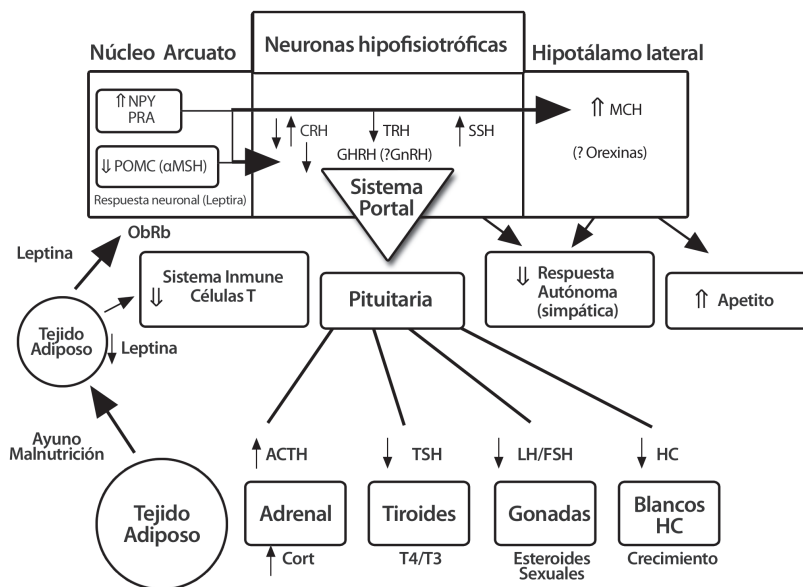 Núcleo Arcuato
Neuronas hipofisiotróficas
Hipotálamo lateral
⇑ NPY
PRA
⇓ POMC (αMSH)
Respuesta neuronal (Leptira)
↓ ↑ CRH
↓ TRH
↑ SSH
↓ GHRH (?GnRH)
Sistema
Portal
⇑ MCH
(? Orexinas)
ObRb
Leptina
Sistema Inmune
⇓ Células T
Pituitaria
⇓ Respuesta
Autónoma
(simpática)
⇑ Apetito
Tejido
Adiposo
↓ Leptina
Ayuno
Malnutrición
Tejido
Adiposo
↑ ACTH
↓ TSH
↓ LH/FSH
↓ HC
Adrenal
Tiroides
Gonadas
Blancos
HC
↑ Cort
T4/T3
Esteroides
Sexuales
Crecimiento